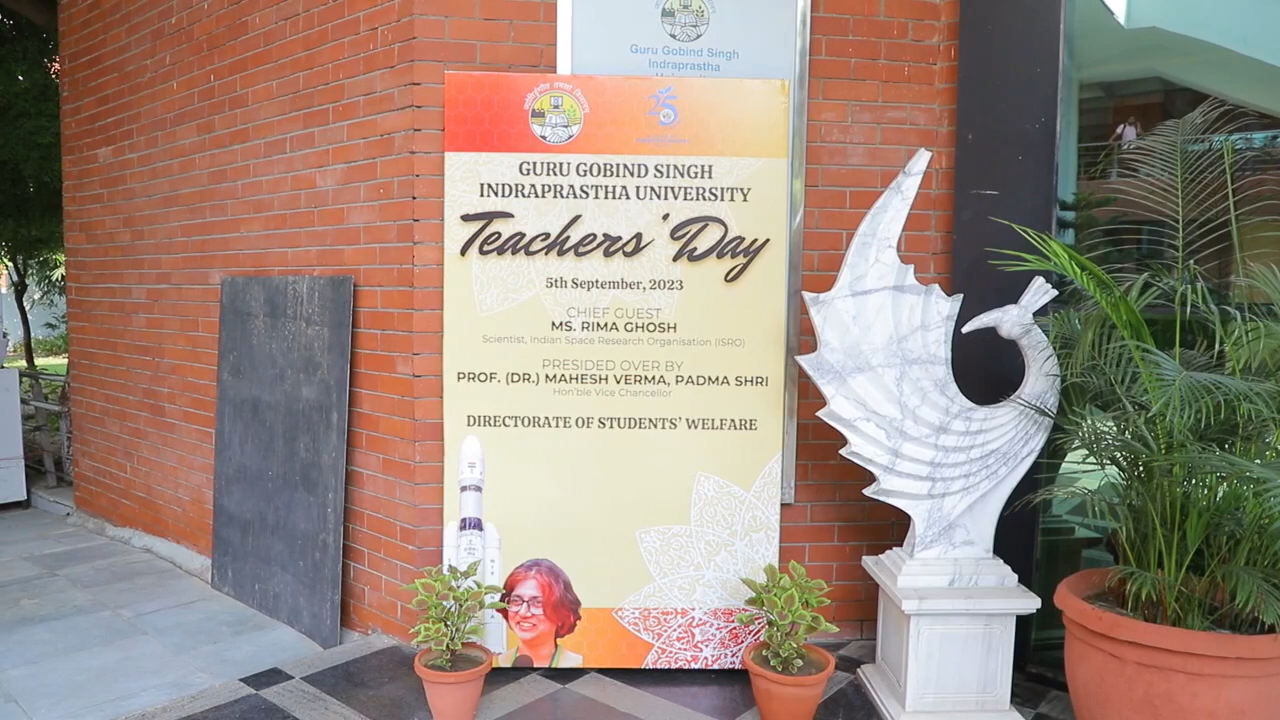 Guru Gobind Singh
Indraprastha
University
25
GURU GOBIND SINGH
INDRAPRASTHA UNIVERSITY
Teachers' Day
5th September, 2023
CHIEF GUEST
MS. RIMA GHOSH
Scientist, Indian Space Research Organisation (ISRO)
PRESIDED OVER BY
PROF. (DR.) MAHESH VERMA, PADMA SHRI
Hon'ble Vice Chancellor
DIRECTORATE OF STUDENTS' WELFARE